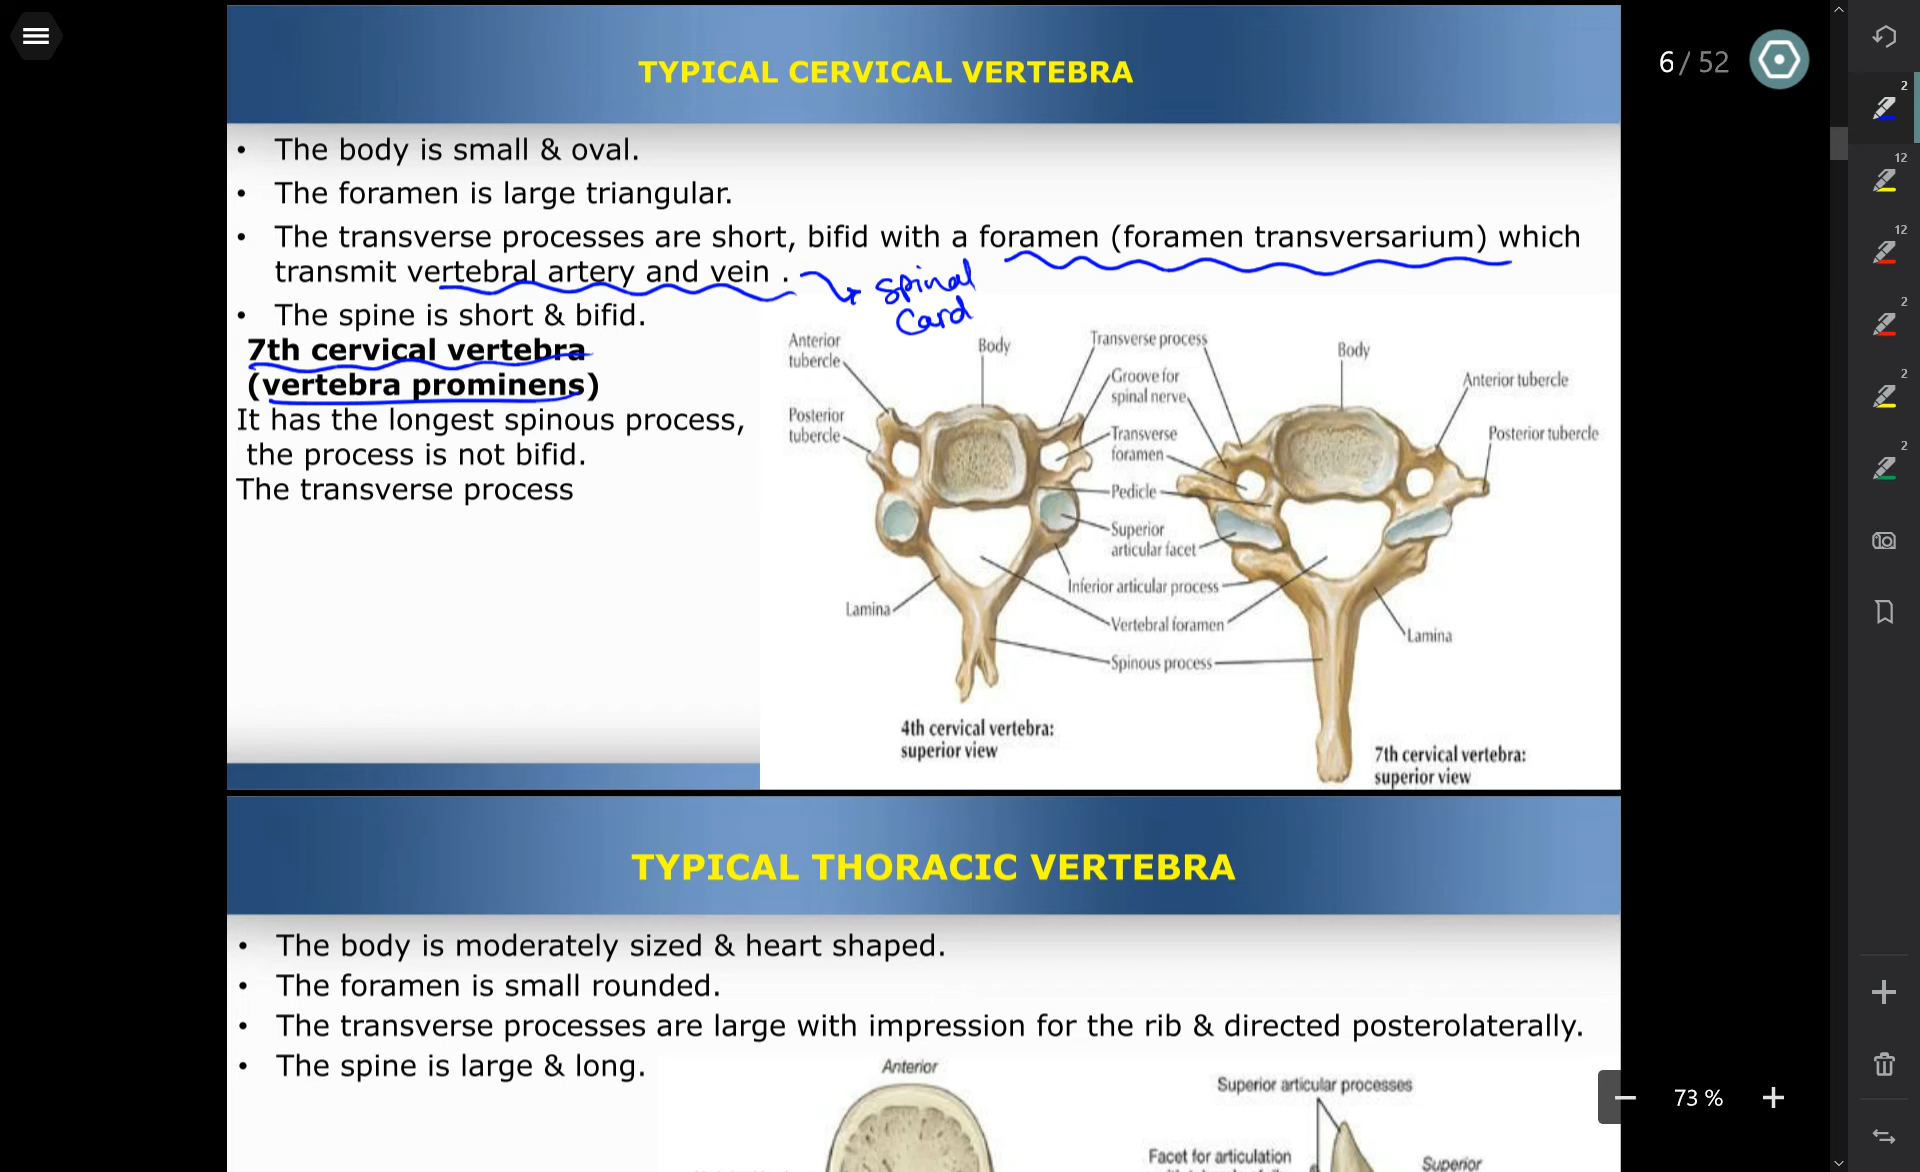 6 / 52
TYPICAL CERVICAL VERTEBRA
• The body is small & oval.
• The foramen is large triangular.
• The transverse processes are short, bifid with a foramen (foramen transversarium) which
transmit vertebral artery and vein .
Spinal
Card
• The spine is short & bifid.
7th cervical vertebra
(vertebra prominens)
It has the longest spinous process,
the process is not bifid.
The transverse process
Anterior
tubercle
Posterior
tubercle
Body
Transverse process
Groove for
spinal nerve
Transverse
foramen
Pedicle
Superior
articular facet
Inferior articular process
Vertebral foramen
Spinous process
Lamina
4th cervical vertebra:
superior view
Body
Anterior tubercle
Posterior tubercle
Lamina
7th cervical vertebra:
superior view
TYPICAL THORACIC VERTEBRA
• The body is moderately sized & heart shaped.
• The foramen is small rounded.
• The transverse processes are large with impression for the rib & directed posterolaterally.
• The spine is large & long.
Anterior
Superior articular processes
Facet for articulation
Superior
73 %
2
12
12
2
2
2